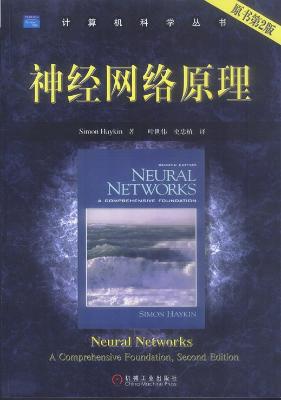 计算机科学丛书
原书第2版
神经网络原理
Simon Haykin 著 叶世伟 史忠植 译
SECOND EDITION
NEURAL
NETWORKS
A COMPREHENSIVE FOUNDATION
SIMON HAYKIN
Neural Networks
A Comprehensive Foundation, Second Edition
机械工业出版社
China Machine Press